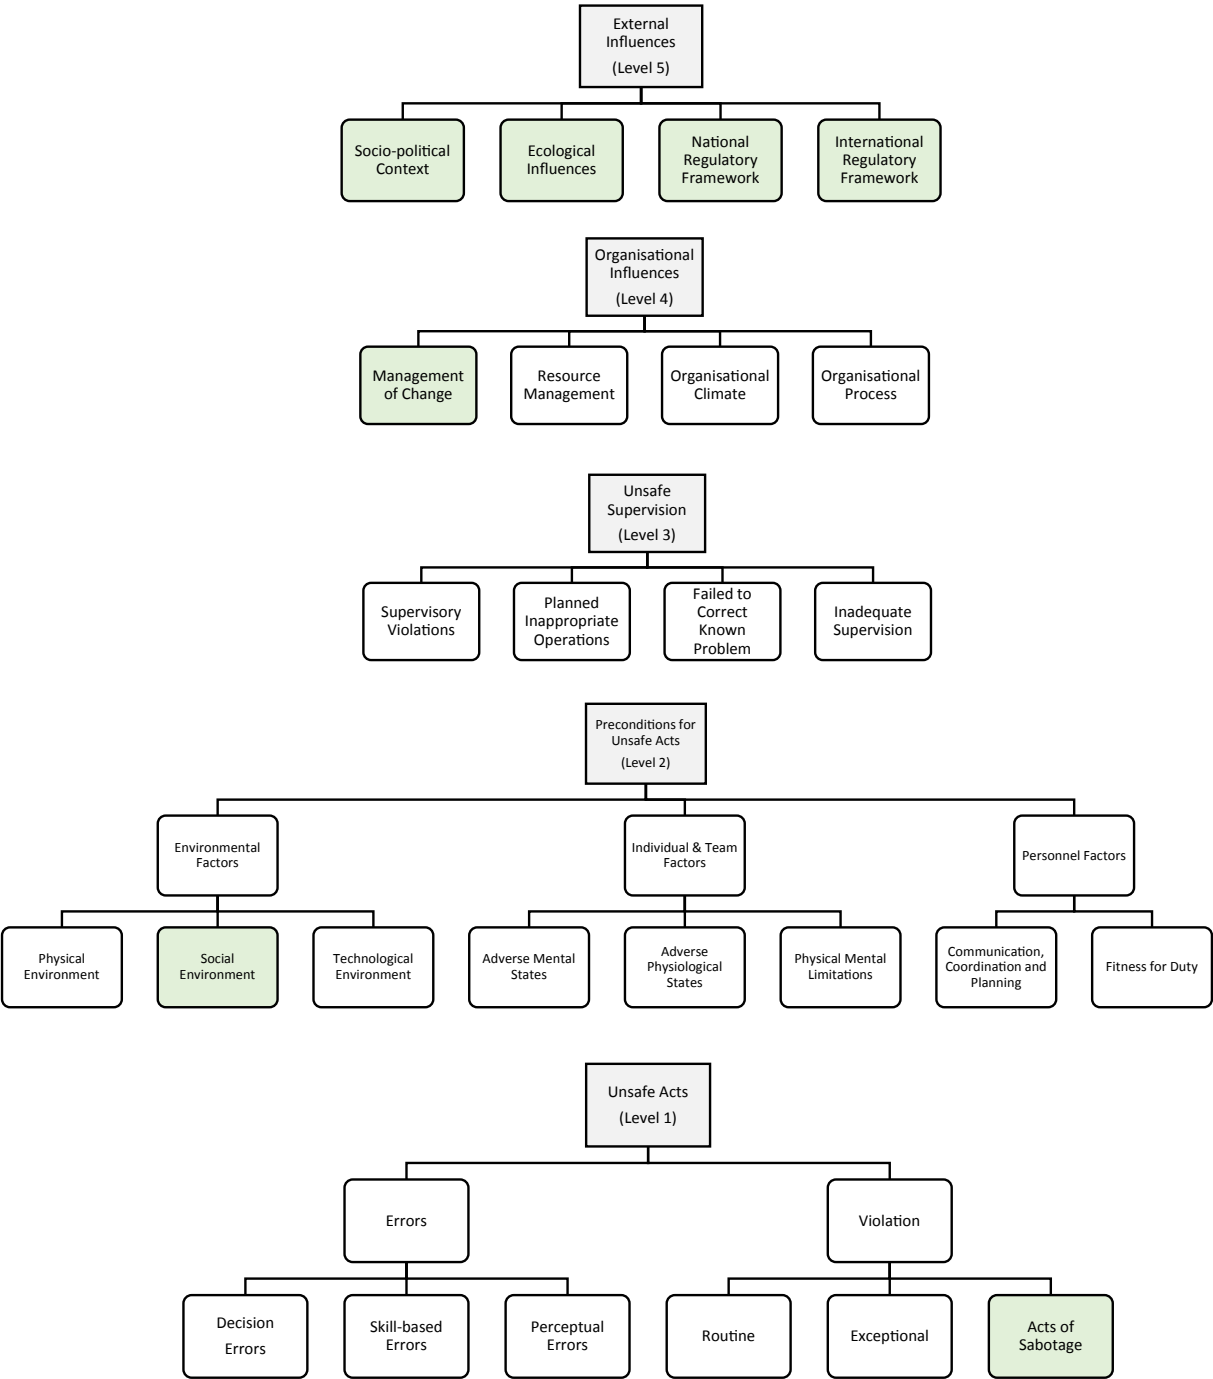 External
Influences
(Level 5)
Socio-political
Context
Ecological
Influences
National
Regulatory
Framework
International
Regulatory
Framework
Organisational
Influences
(Level 4)
Management
of Change
Resource
Management
Organisational
Climate
Organisational
Process
Unsafe
Supervision
(Level 3)
Supervisory
Violations
Planned
Inappropriate
Operations
Failed to
Correct
Known
Problem
Inadequate
Supervision
Preconditions for
Unsafe Acts
(Level 2)
Environmental
Factors
Individual & Team
Factors
Personnel Factors
Physical
Environment
Social
Environment
Technological
Environment
Adverse Mental
States
Adverse
Physiological
States
Physical Mental
Limitations
Communication,
Coordination and
Planning
Fitness for Duty
Unsafe Acts
(Level 1)
Errors
Violation
Decision
Errors
Skill-based
Errors
Perceptual
Errors
Routine
Exceptional
Acts of
Sabotage